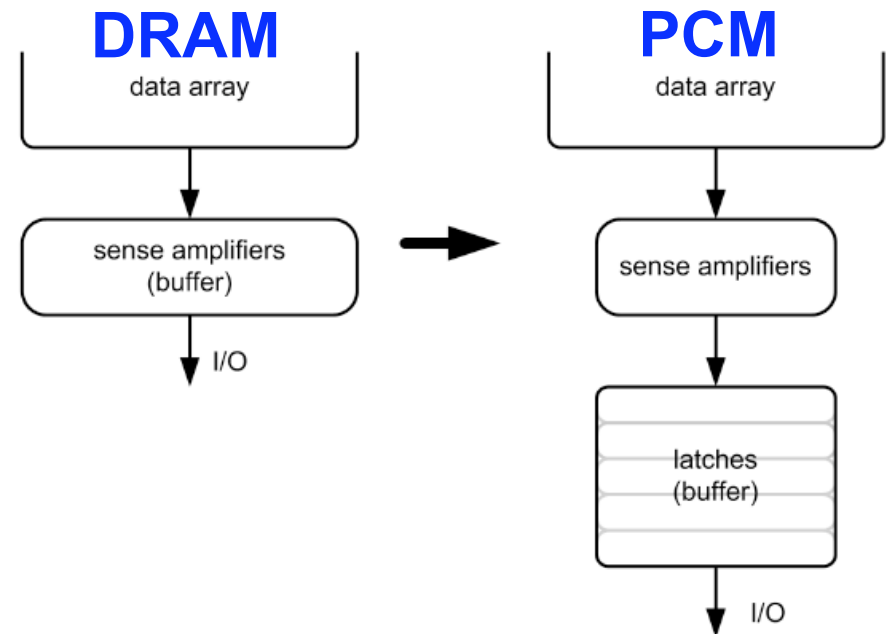 DRAM
data array
sense amplifiers
(buffer)
I/O
PCM
data array
sense amplifiers
latches
(buffer)
I/O